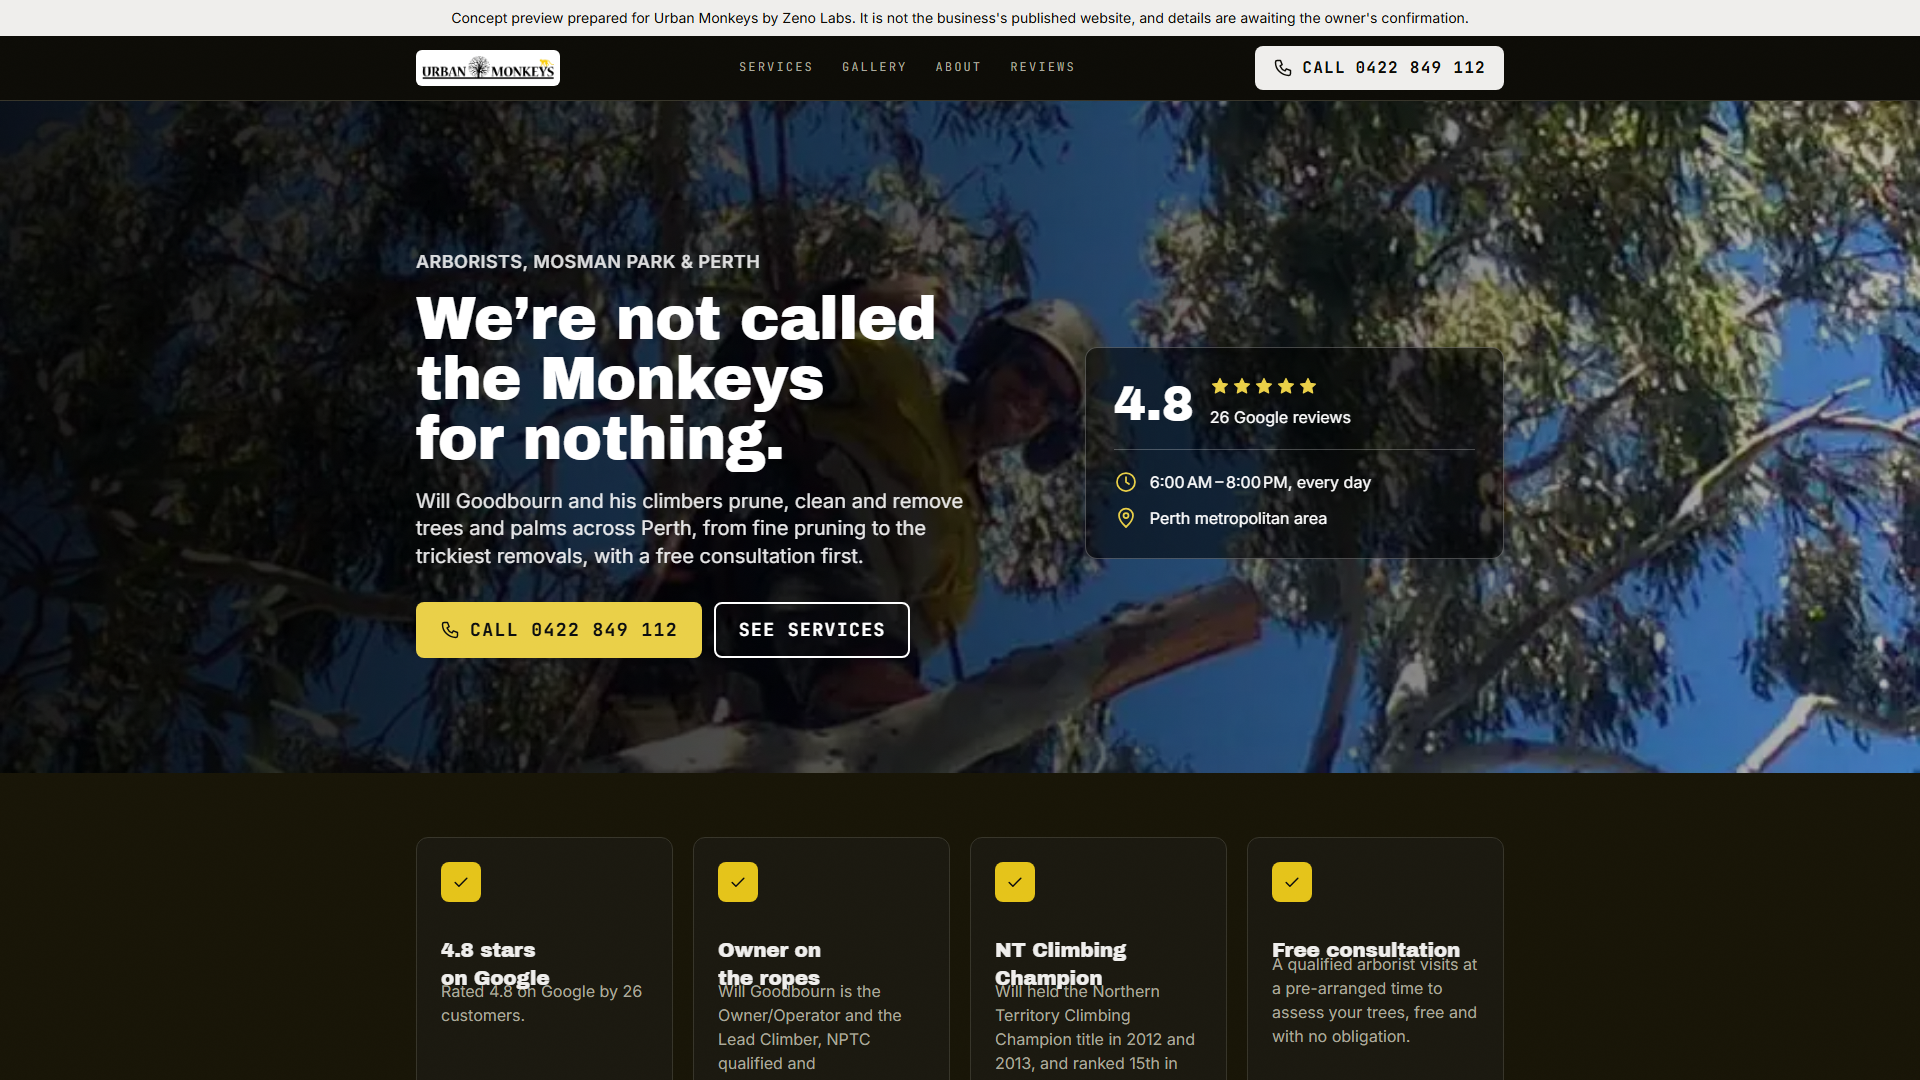 Concept preview prepared for Urban Monkeys by Zeno Labs. It is not the business's published website, and details are awaiting the owner's confirmation.
URBAN MONKEYS
SERVICES
GALLERY
ABOUT
REVIEWS
CALL 0422 849 112
ARBORISTS, MOSMAN PARK & PERTH
We’re not called
the Monkeys
for nothing.
Will Goodbourn and his climbers prune, clean and remove
trees and palms across Perth, from fine pruning to the
trickiest removals, with a free consultation first.
CALL 0422 849 112
SEE SERVICES
4.8
26 Google reviews
6:00 AM – 8:00 PM, every day
Perth metropolitan area
4.8 stars
on Google
Rated 4.8 on Google by 26
customers.
Owner on
the ropes
Will Goodbourn is the
Owner/Operator and the
Lead Climber, NPTC
qualified and
NT Climbing
Champion
Will held the Northern
Territory Climbing
Champion title in 2012 and
2013, and ranked 15th in
Free consultation
A qualified arborist visits at
a pre-arranged time to
assess your trees, free and
with no obligation.